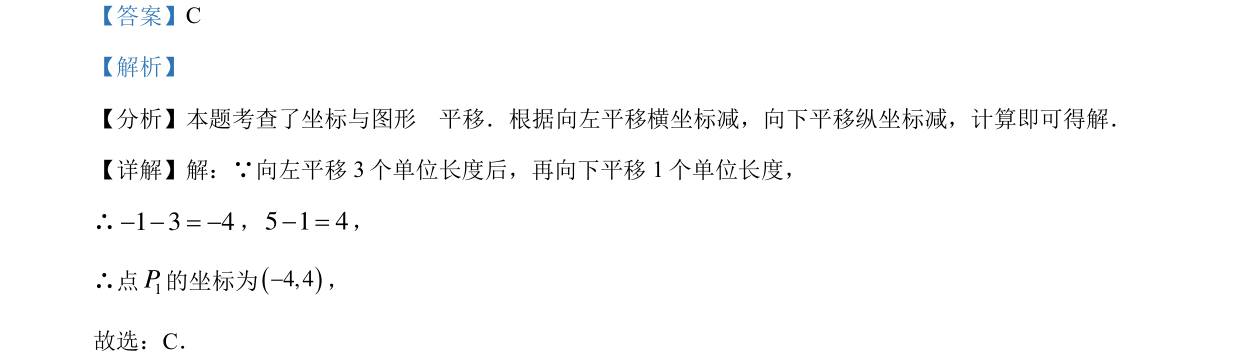 【答案】C
【解析】
【分析】本题考查了坐标与图形 平移．根据向左平移横坐标减，向下平移纵坐标减，计算即可得解．
【详解】解：∵向左平移 3 个单位长度后，再向下平移 1 个单位长度，
∴ −1−3=−4，5−1=4，
∴点 P₁ 的坐标为(−4,4)，
故选：C．